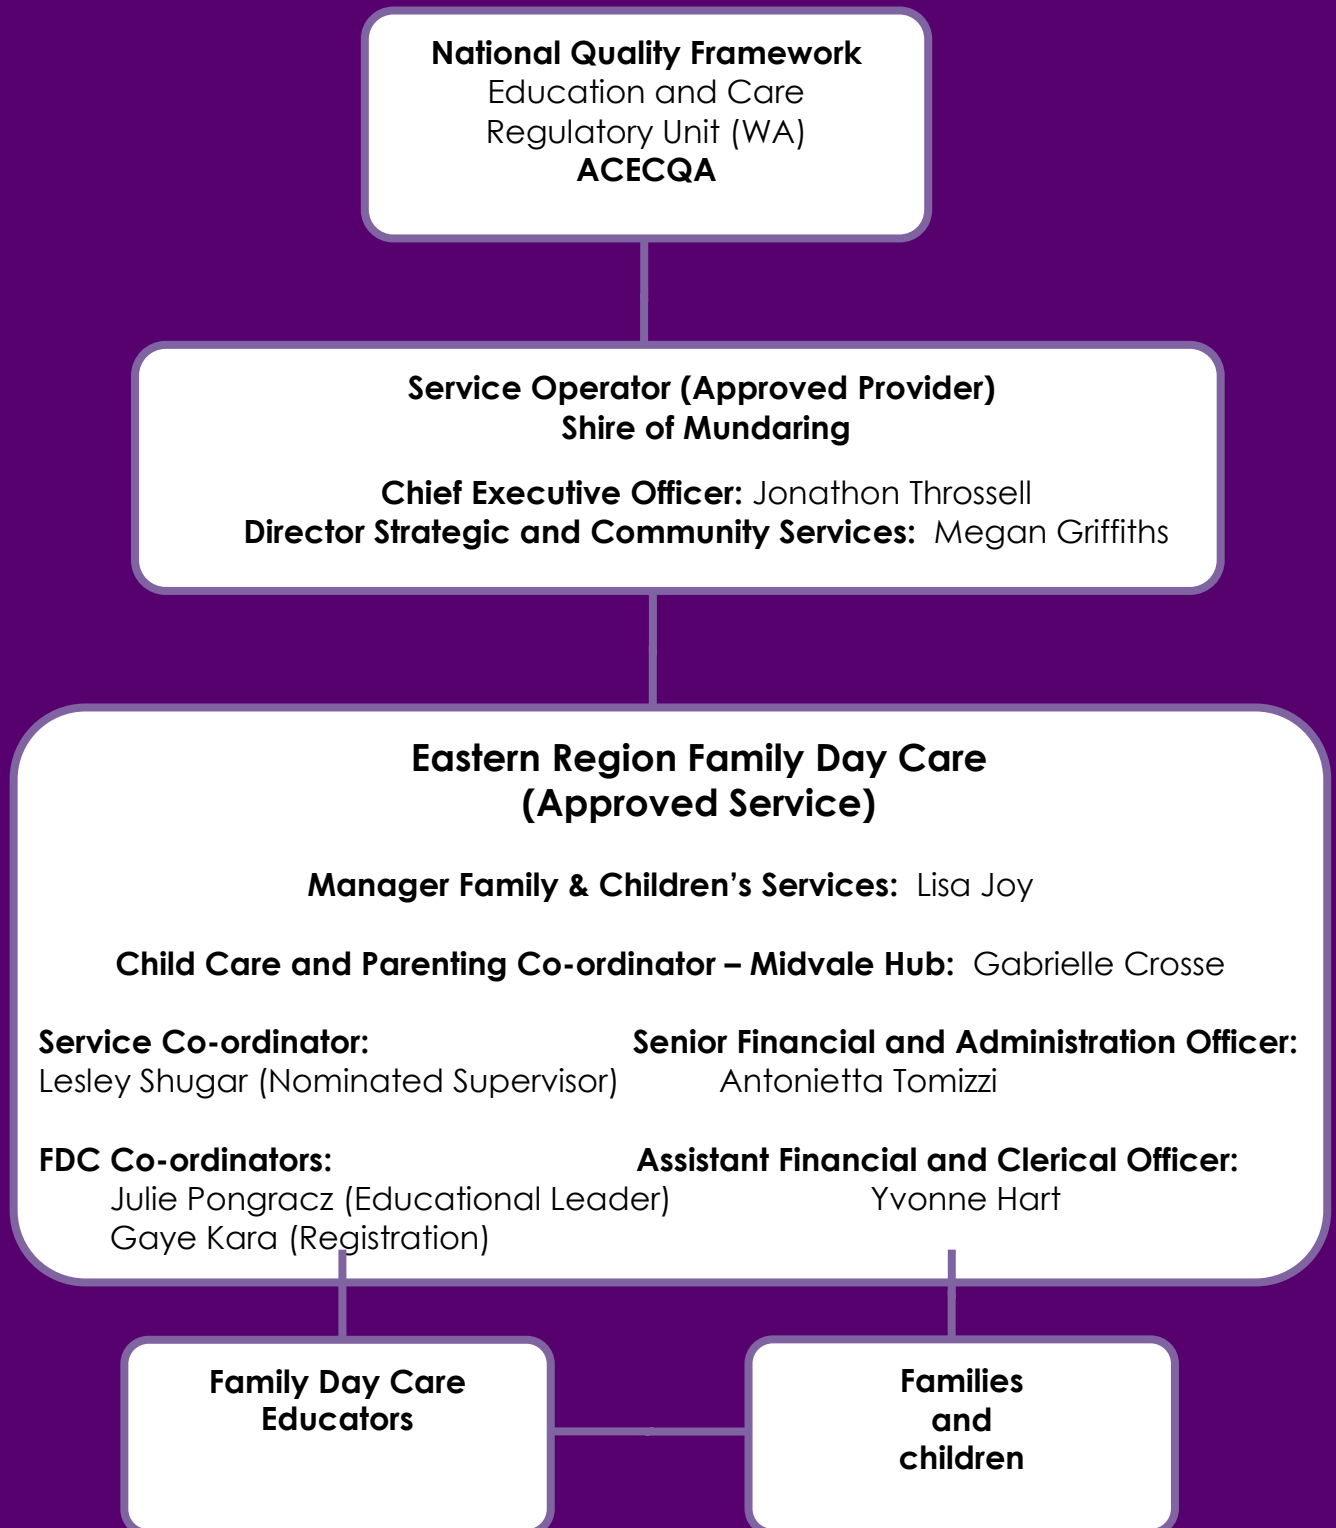 National Quality Framework
Education and Care
Regulatory Unit (WA)
ACECQA
Service Operator (Approved Provider)
Shire of Mundaring
Chief Executive Officer: Jonathon Throssell
Director Strategic and Community Services: Megan Griffiths
Eastern Region Family Day Care
(Approved Service)
Manager Family & Children’s Services: Lisa Joy
Child Care and Parenting Co-ordinator – Midvale Hub: Gabrielle Crosse
Service Co-ordinator:
Lesley Shugar (Nominated Supervisor)
Senior Financial and Administration Officer:
Antonietta Tomizzi
FDC Co-ordinators:
Julie Pongracz (Educational Leader)
Gaye Kara (Registration)
Assistant Financial and Clerical Officer:
Yvonne Hart
Family Day Care
Educators
Families
and
children